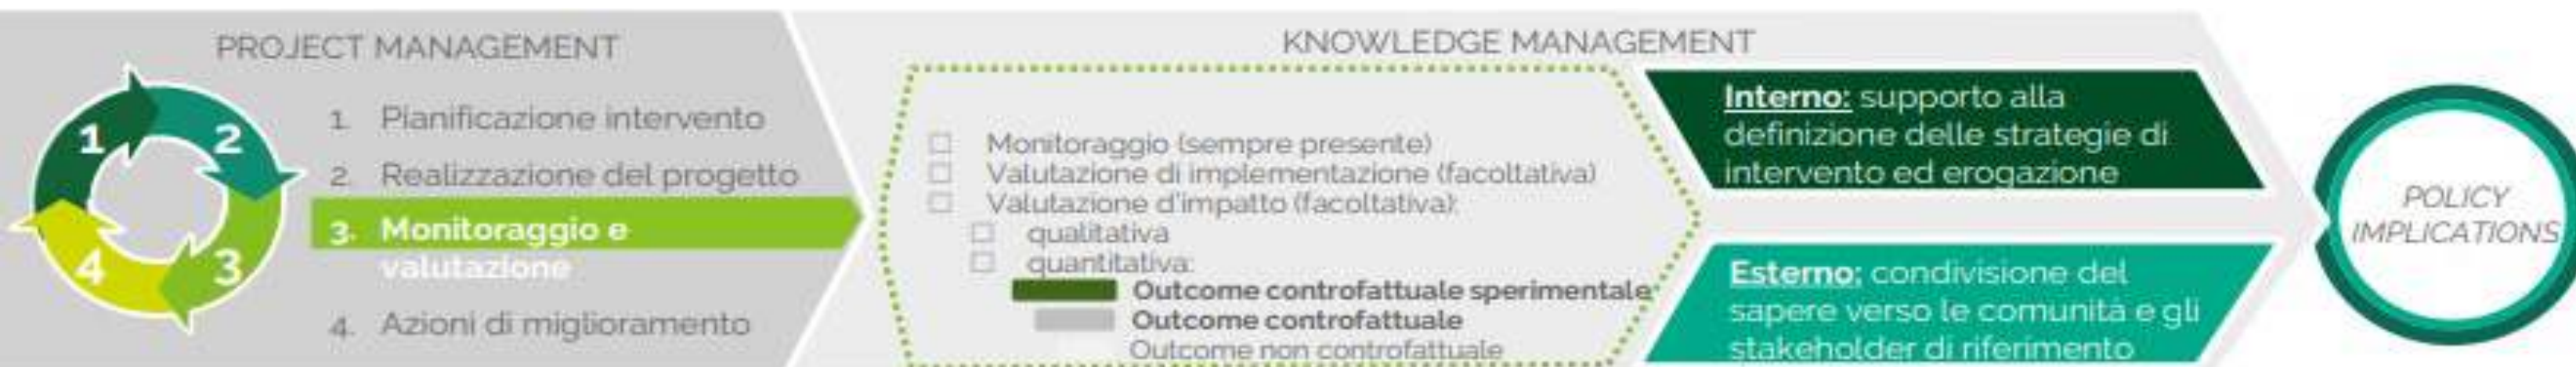 PROJECT MANAGEMENT
1
2
3
4
1. Pianificazione intervento
2. Realizzazione del progetto
3. Monitoraggio e
valutazione
4. Azioni di miglioramento
KNOWLEDGE MANAGEMENT
Monitoraggio (sempre presente)
Valutazione di implementazione (facoltativa)
Valutazione d'impatto (facoltativa):
qualitativa
quantitativa:
Outcome controfattuale sperimentale
Outcome controfattuale
Outcome non controfattuale
Interno: supporto alla
definizione delle strategie di
intervento ed erogazione
Esterno: condivisione del
sapere verso le comunità e gli
stakeholder di riferimento
POLICY
IMPLICATIONS